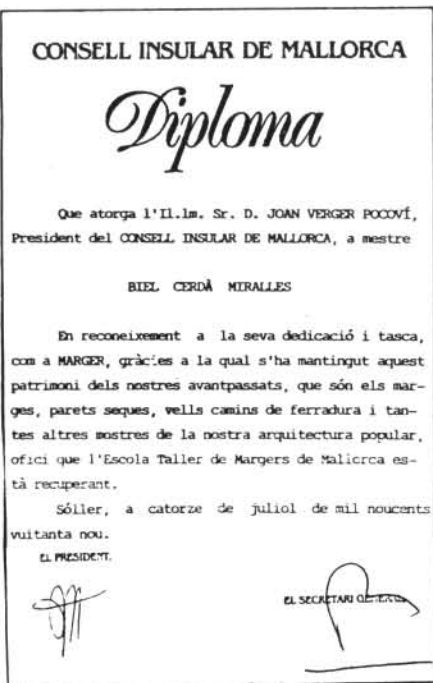 CONSELL INSULAR DE MALLORCA
Diploma
Que atorga l'Il.lm. Sr. D. JOAN VERGER POCOVÍ,
President del CONSELL INSULAR DE MALLORCA, a mestre
BIEL CERDÀ MIRALLES
En reconeixement a la seva dedicació i tasca,
com a MARGER, gràcies a la qual s'ha mantingut aquest
patrimoni dels nostres avantpassats, que són els mar-
ges, parets seques, vells camins de ferradura i tan-
tes altres mostres de la nostra arquitectura popular,
ofici que l'Escola Taller de Margers de Mallorca es-
tà recuperant.
Sóller, a catorze de juliol de mil noucents
vuitanta nou.
EL PRESIDENT.
EL SECRETARI